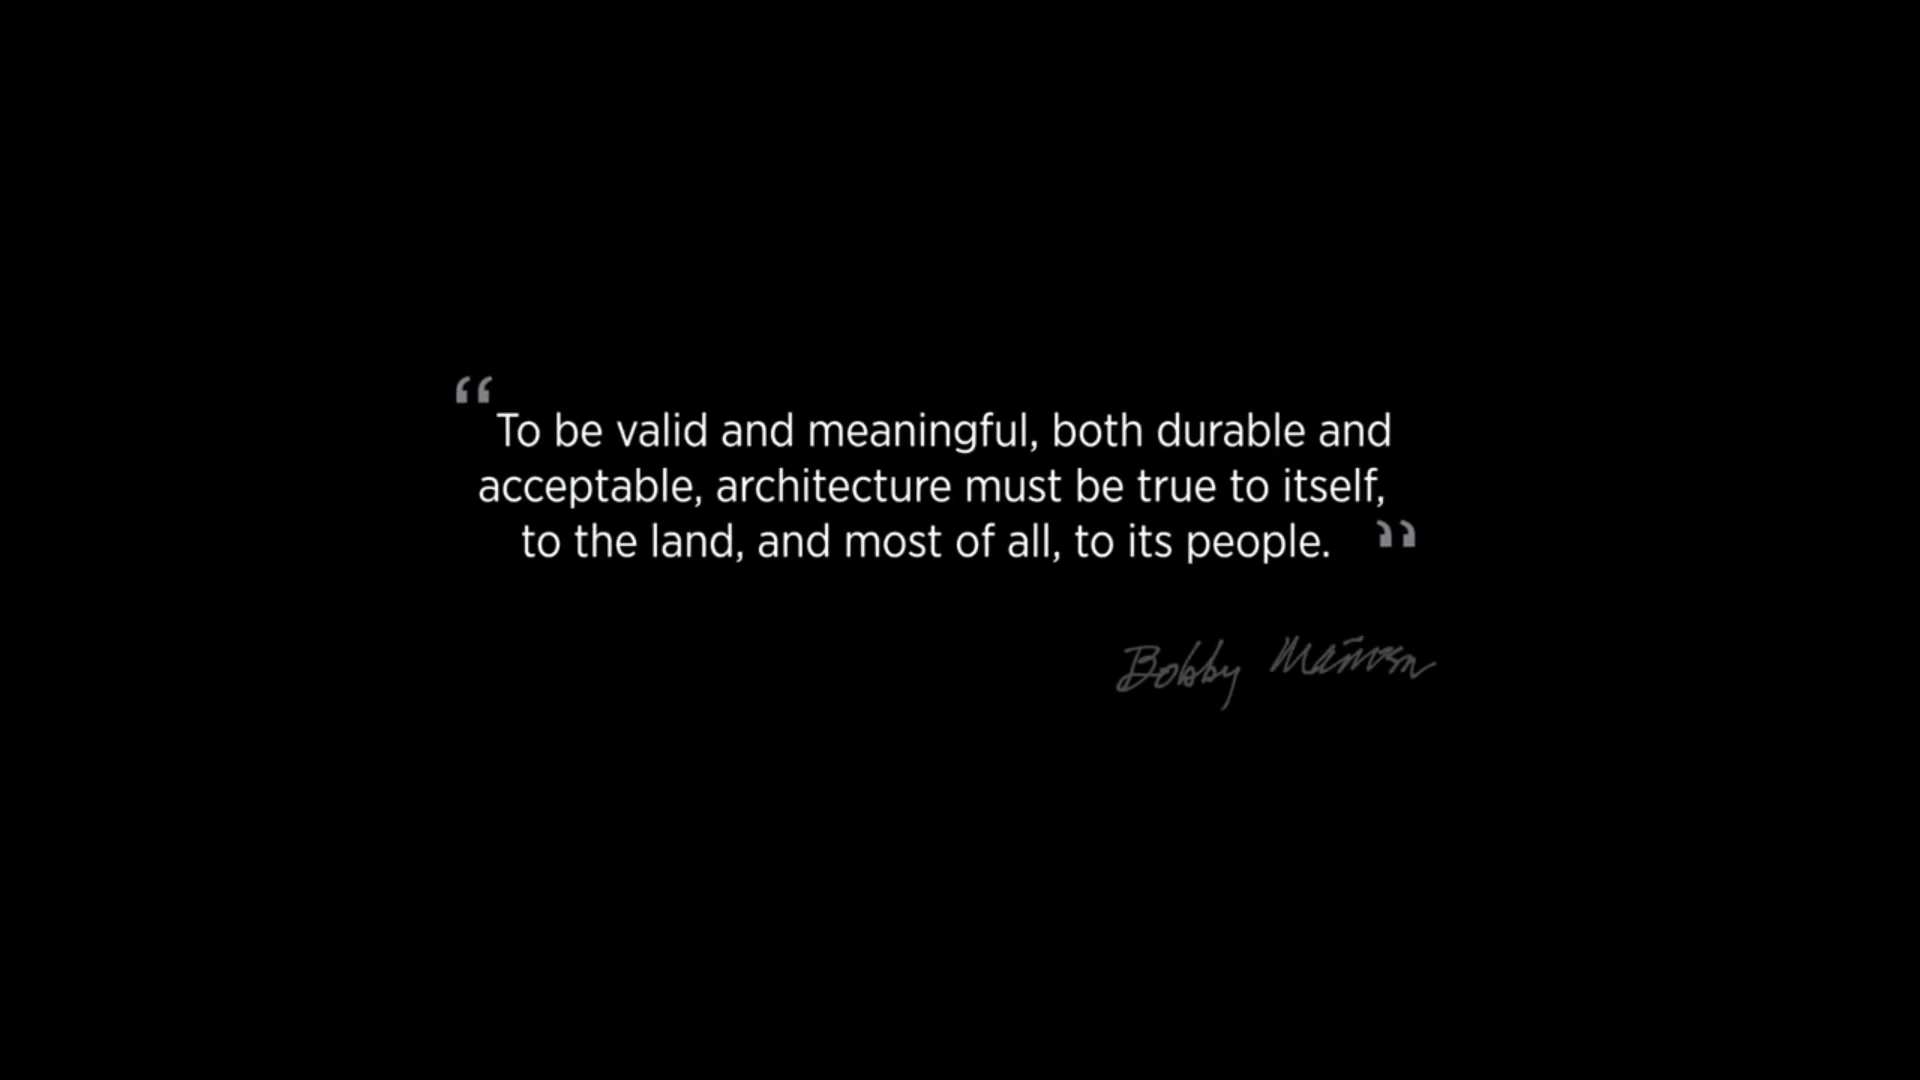 “To be valid and meaningful, both durable and
acceptable, architecture must be true to itself,
to the land, and most of all, to its people. ”
Bobby Mañosa